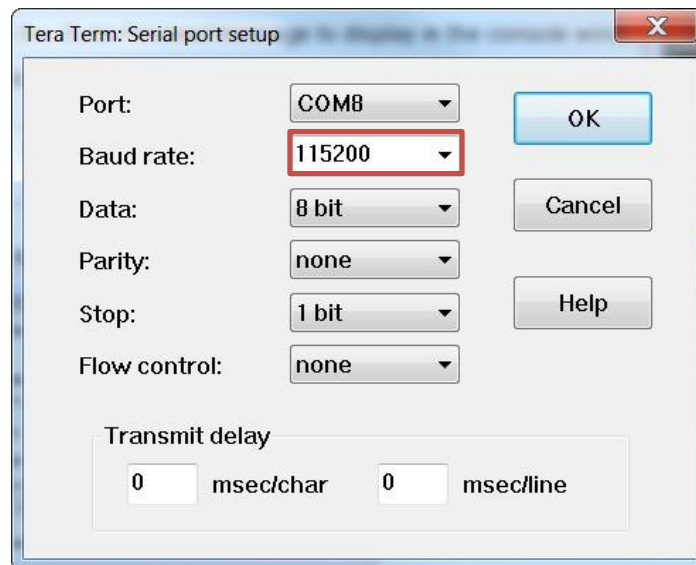 Tera Term: Serial port setup
Port: COM8 OK
Baud rate: 115200
Data: 8 bit Cancel
Parity: none
Stop: 1 bit Help
Flow control: none
Transmit delay
0 msec/char 0 msec/line